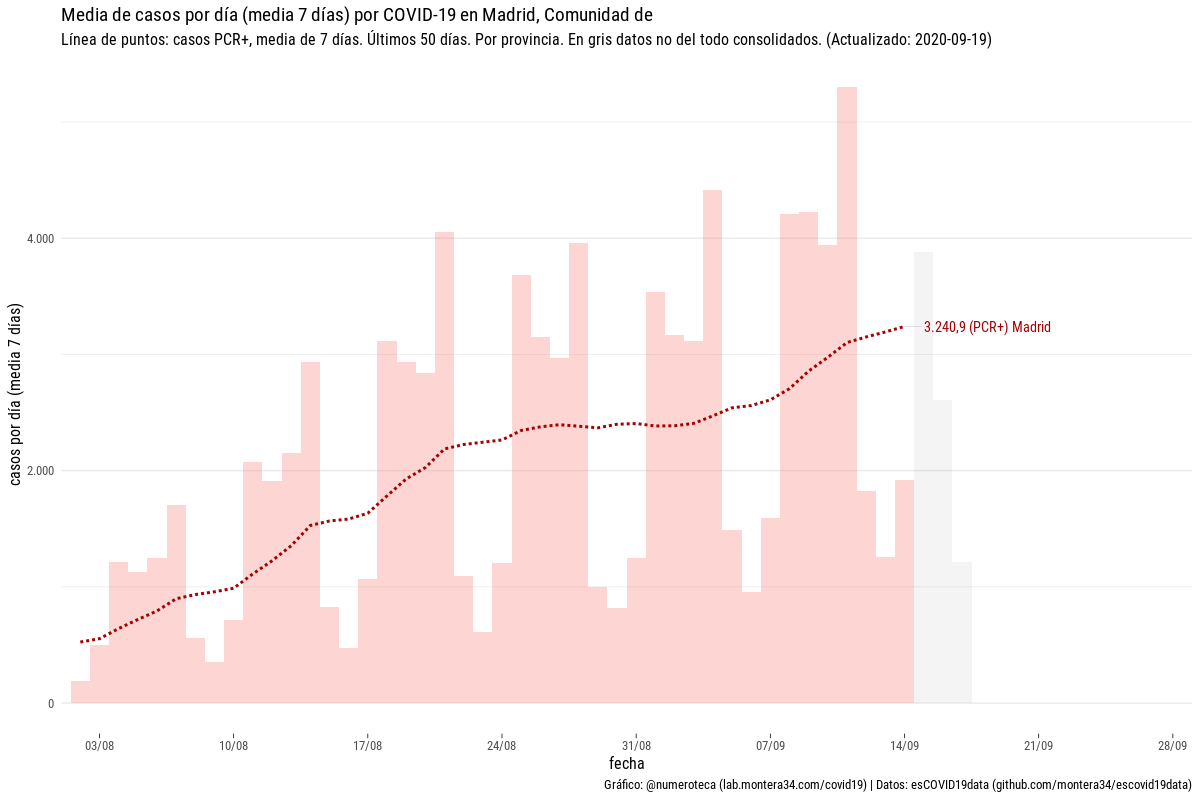 Media de casos por día (media 7 días) por COVID-19 en Madrid, Comunidad de
Línea de puntos: casos PCR+, media de 7 días. Últimos 50 días. Por provincia. En gris datos no del todo consolidados. (Actualizado: 2020-09-19)
casos por día (media 7 días)
4.000
3.240,9 (PCR+) Madrid
2.000
0
03/08 10/08 17/08 24/08 31/08 07/09 14/09 21/09 28/09
fecha
Gráfico: @numeroteca (lab.montera34.com/covid19) | Datos: esCOVID19data (github.com/montera34/escovid19data)